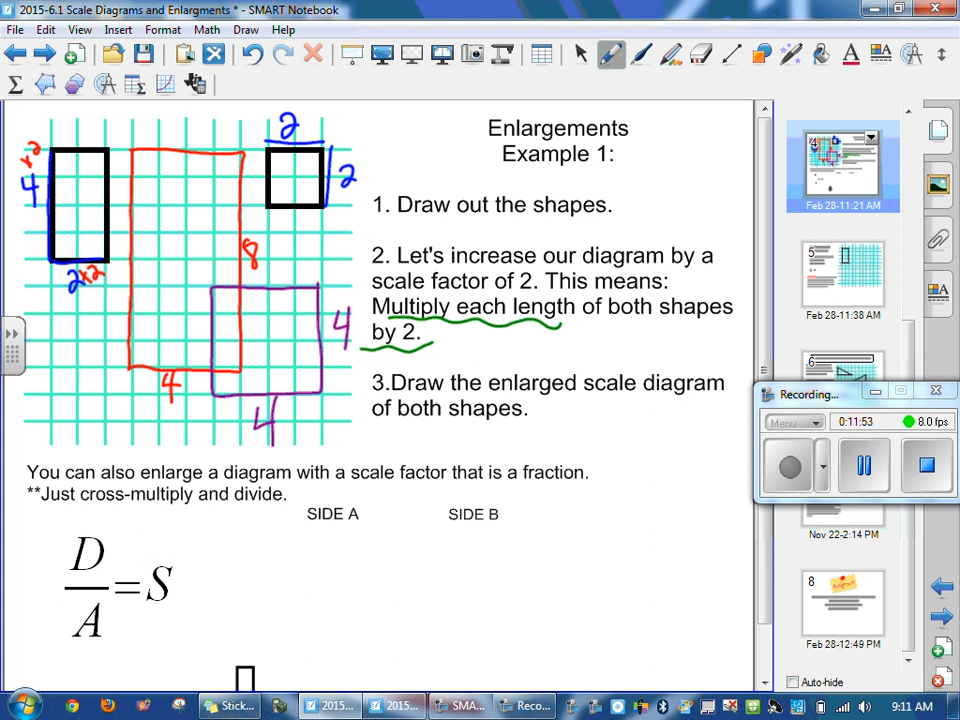 2015-6.1 Scale Diagrams and Enlargments * - SMART Notebook
File Edit View Insert Format Math Draw Help
Enlargements
Example 1:
1. Draw out the shapes.
2. Let's increase our diagram by a
scale factor of 2. This means:
Multiply each length of both shapes
by 2.
3.Draw the enlarged scale diagram
of both shapes.
2
2
x2
4
2x2
8
4
4
4
You can also enlarge a diagram with a scale factor that is a fraction.
**Just cross-multiply and divide.
SIDE A SIDE B
D
A
=S
4
Feb 28-11:21 AM
5
Feb 28-11:38 AM
6
Recording...
Menu 0:11:53 8.0 fps
Nov 22-2:14 PM
8
Feb 28-12:49 PM
Auto-hide
Stick... 2015... 2015... SMA... Reco... 9:11 AM